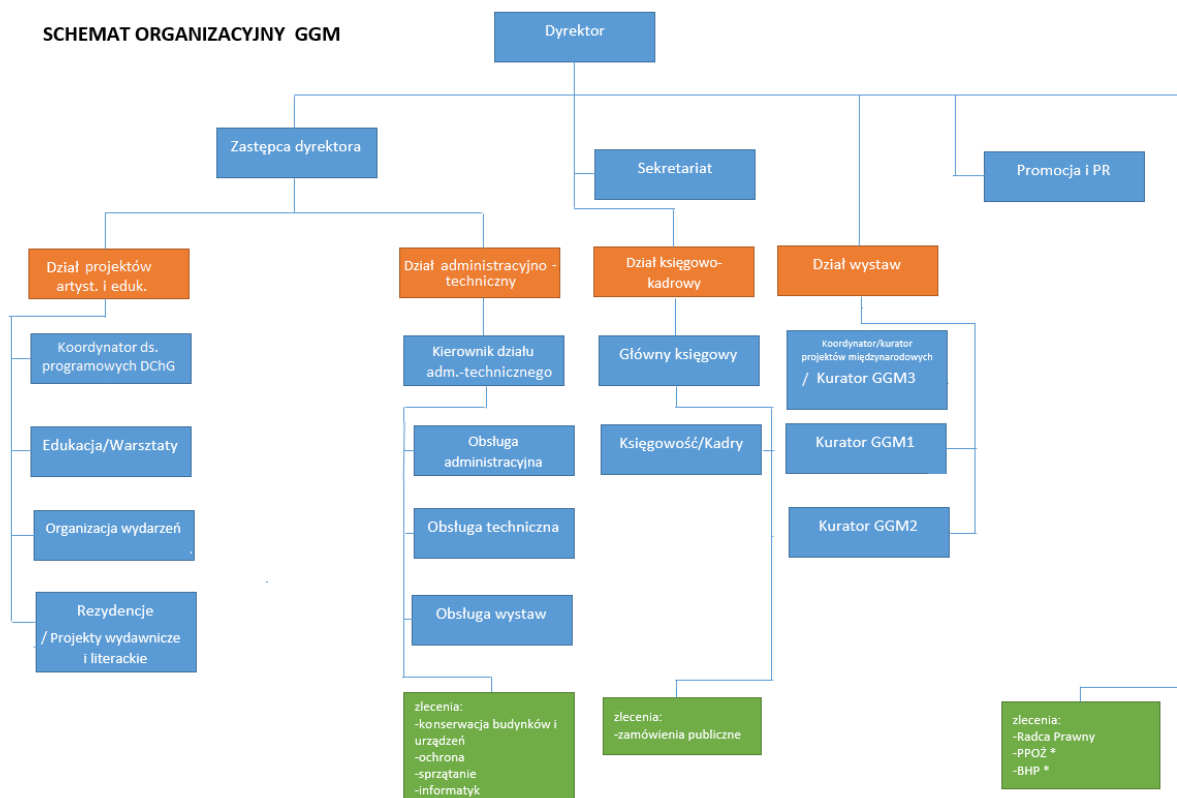 SCHEMAT ORGANIZACYJNY GGM
Dyrektor
Zastępca dyrektora
Sekretariat
Promocja i PR
Dział projektów
artyst. i eduk.
Dział administracyjno -
techniczny
Dział księgowo-
kadrowy
Dział wystaw
Koordynator ds.
programowych DChG
Kierownik działu
adm.-technicznego
Główny księgowy
Koordynator/kurator
projektów międzynarodowych
/ Kurator GGM3
Edukacja/Warsztaty
Obsługa
administracyjna
Księgowość/Kadry
Kurator GGM1
Organizacja wydarzeń
Obsługa techniczna
Kurator GGM2
Rezydencje
/ Projekty wydawnicze
i literackie
Obsługa wystaw
zlecenia:
-konserwacja budynków i
urządzeń
-ochrona
-sprzątanie
-informatyk
zlecenia:
-zamówienia publiczne
zlecenia:
-Radca Prawny
-PPOŻ *
-BHP *